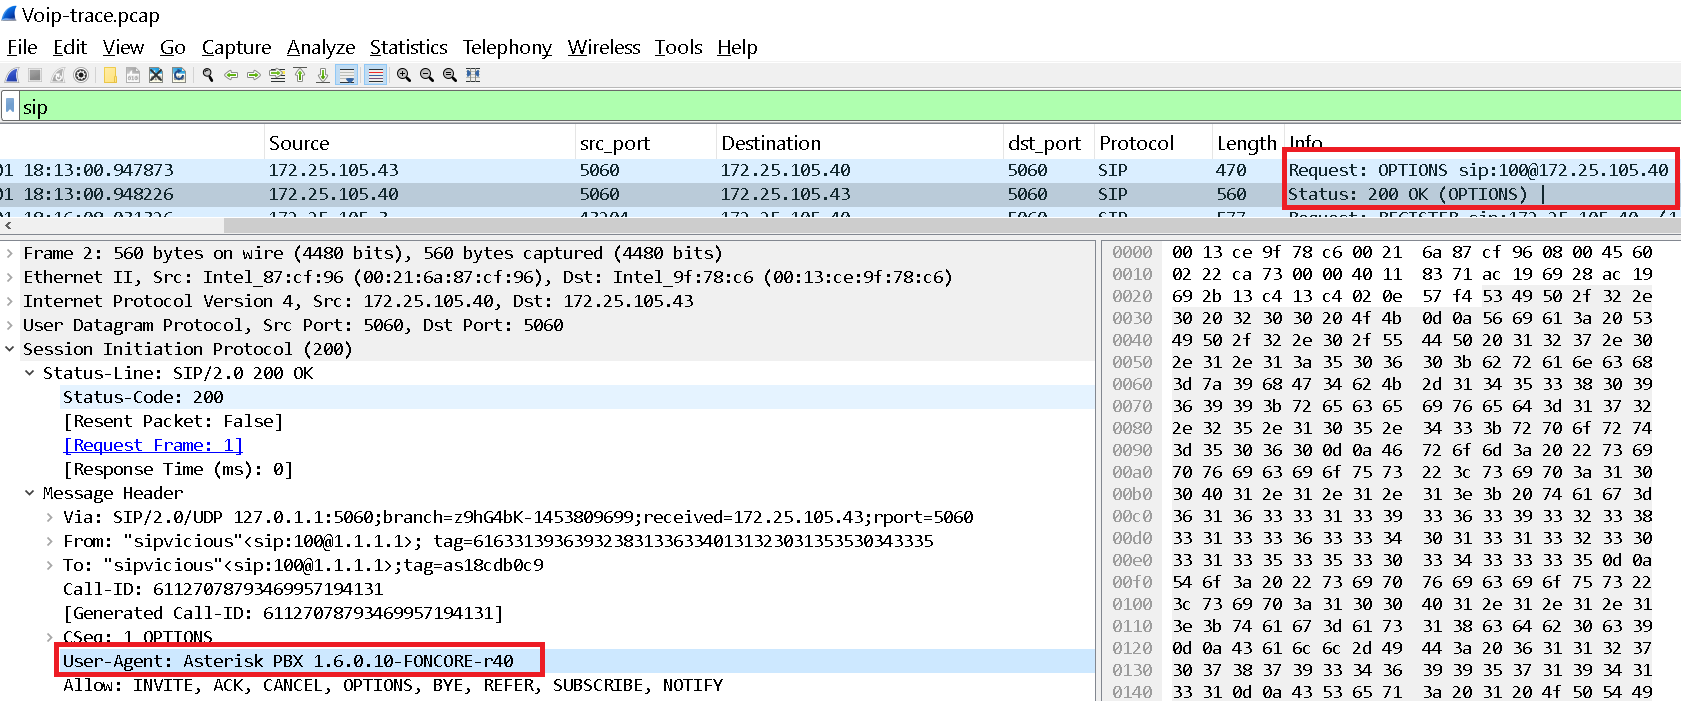 Voip-trace.pcap
File Edit View Go Capture Analyze Statistics Telephony Wireless Tools Help
sip
Source src_port Destination dst_port Protocol Length Info
01 18:13:00.947873 172.25.105.43 5060 172.25.105.40 5060 SIP 470 Request: OPTIONS sip:100@172.25.105.40
01 18:13:00.948226 172.25.105.40 5060 172.25.105.43 5060 SIP 560 Status: 200 OK (OPTIONS) |
01 18:16:08.031326 172.25.105.3 43204 172.25.105.40 5060 SIP 577 Request: REGISTER sip:172.25.105.40
Frame 2: 560 bytes on wire (4480 bits), 560 bytes captured (4480 bits)
Ethernet II, Src: Intel_87:cf:96 (00:21:6a:87:cf:96), Dst: Intel_9f:78:c6 (00:13:ce:9f:78:c6)
Internet Protocol Version 4, Src: 172.25.105.40, Dst: 172.25.105.43
User Datagram Protocol, Src Port: 5060, Dst Port: 5060
Session Initiation Protocol (200)
Status-Line: SIP/2.0 200 OK
Status-Code: 200
[Resent Packet: False]
[Request Frame: 1]
[Response Time (ms): 0]
Message Header
Via: SIP/2.0/UDP 127.0.1.1:5060;branch=z9hG4bK-1453809699;received=172.25.105.43;rport=5060
From: "sipvicious"<sip:100@1.1.1.1>; tag=6163313936393238313363340131323031353530343335
To: "sipvicious"<sip:100@1.1.1.1>;tag=as18cdb0c9
Call-ID: 61127078793469957194131
[Generated Call-ID: 61127078793469957194131]
CSeq: 1 OPTIONS
User-Agent: Asterisk PBX 1.6.0.10-FONCORE-r40
Allow: INVITE, ACK, CANCEL, OPTIONS, BYE, REFER, SUBSCRIBE, NOTIFY
0000 00 13 ce 9f 78 c6 00 21 6a 87 cf 96 08 00 45 60
0010 02 22 ca 73 00 00 40 11 83 71 ac 19 69 28 ac 19
0020 69 2b 13 c4 13 c4 02 0e 57 f4 53 49 50 2f 32 2e
0030 30 20 32 30 30 20 4f 4b 0d 0a 56 69 61 3a 20 53
0040 49 50 2f 32 2e 30 2f 55 44 50 20 31 32 37 2e 30
0050 2e 31 2e 31 3a 35 30 36 30 3b 62 72 61 6e 63 68
0060 3d 7a 39 68 47 34 62 4b 2d 31 34 35 33 38 30 39
0070 36 39 39 3b 72 65 63 65 69 76 65 64 3d 31 37 32
0080 2e 32 35 2e 31 30 35 2e 34 33 3b 72 70 6f 72 74
0090 3d 35 30 36 30 0d 0a 46 72 6f 6d 3a 20 22 73 69
00a0 70 76 69 63 69 6f 75 73 22 3c 73 69 70 3a 31 30
00b0 30 40 31 2e 31 2e 31 2e 31 3e 3b 20 74 61 67 3d
00c0 36 31 36 33 33 31 33 39 33 36 33 39 33 32 33 38
00d0 33 31 33 33 36 33 33 34 30 31 33 31 33 32 33 30
00e0 33 31 33 35 33 35 33 30 33 34 33 33 33 35 0d 0a
00f0 54 6f 3a 20 22 73 69 70 76 69 63 69 6f 75 73 22
0100 3c 73 69 70 3a 31 30 30 40 31 2e 31 2e 31 2e 31
0110 3e 3b 74 61 67 3d 61 73 31 38 63 64 62 30 63 39
0120 0d 0a 43 61 6c 6c 2d 49 44 3a 20 36 31 31 32 37
0130 30 37 38 37 39 33 34 36 39 39 35 37 31 39 34 31
0140 33 31 0d 0a 43 53 65 71 3a 20 31 20 4f 50 54 49